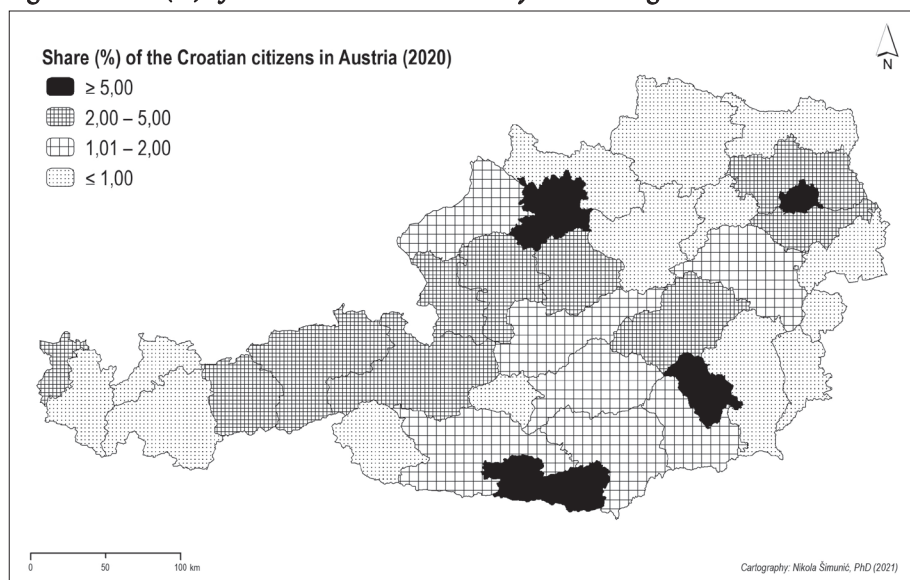 Share (%) of the Croatian citizens in Austria (2020)
≥ 5,00
2,00 – 5,00
1,01 – 2,00
≤ 1,00
N
0 50 100 km
Cartography: Nikola Šimunić, PhD (2021)